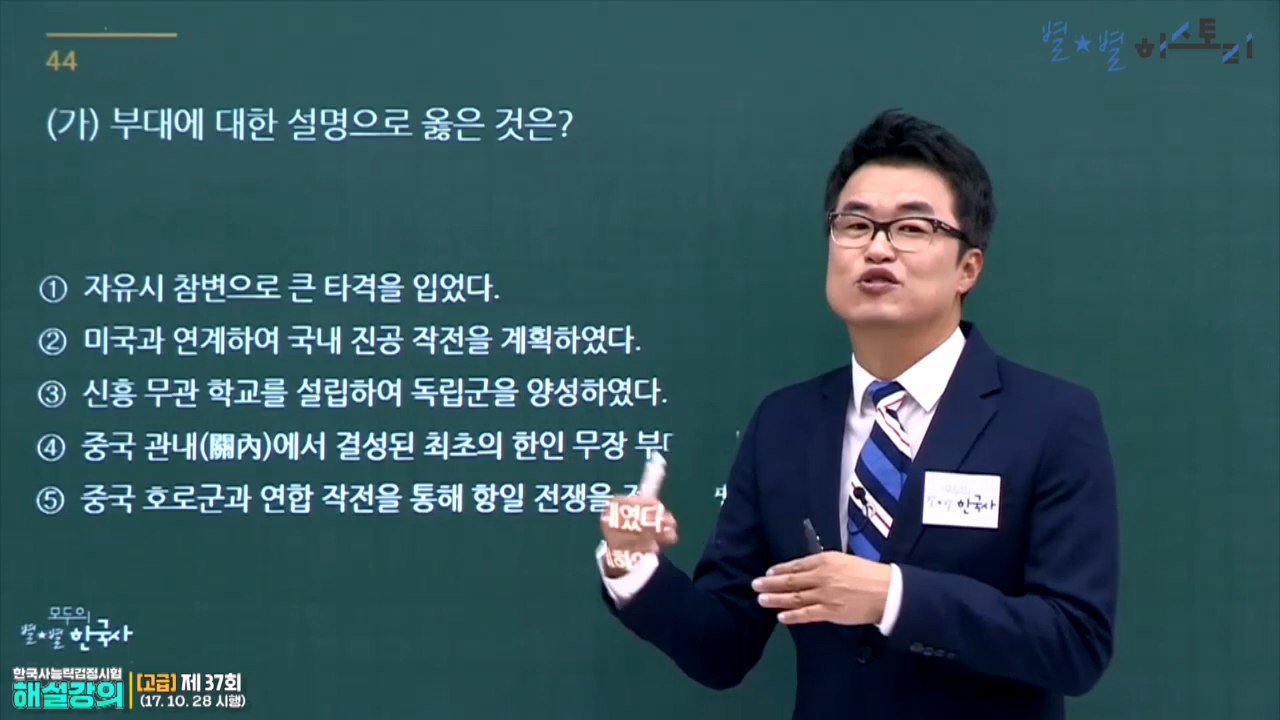 별★별 히스토리
44
(가) 부대에 대한 설명으로 옳은 것은?
① 자유시 참변으로 큰 타격을 입었다.
② 미국과 연계하여 국내 진공 작전을 계획하였다.
③ 신흥 무관 학교를 설립하여 독립군을 양성하였다.
④ 중국 관내(關內)에서 결성된 최초의 한인 무장
⑤ 중국 호로군과 연합 작전을 통해 항일 전쟁을
별★별 한국사
모두의
별★별 한국사
한국사능력검정시험
해설강의
[고급] 제 37회
(17. 10. 28 시행)